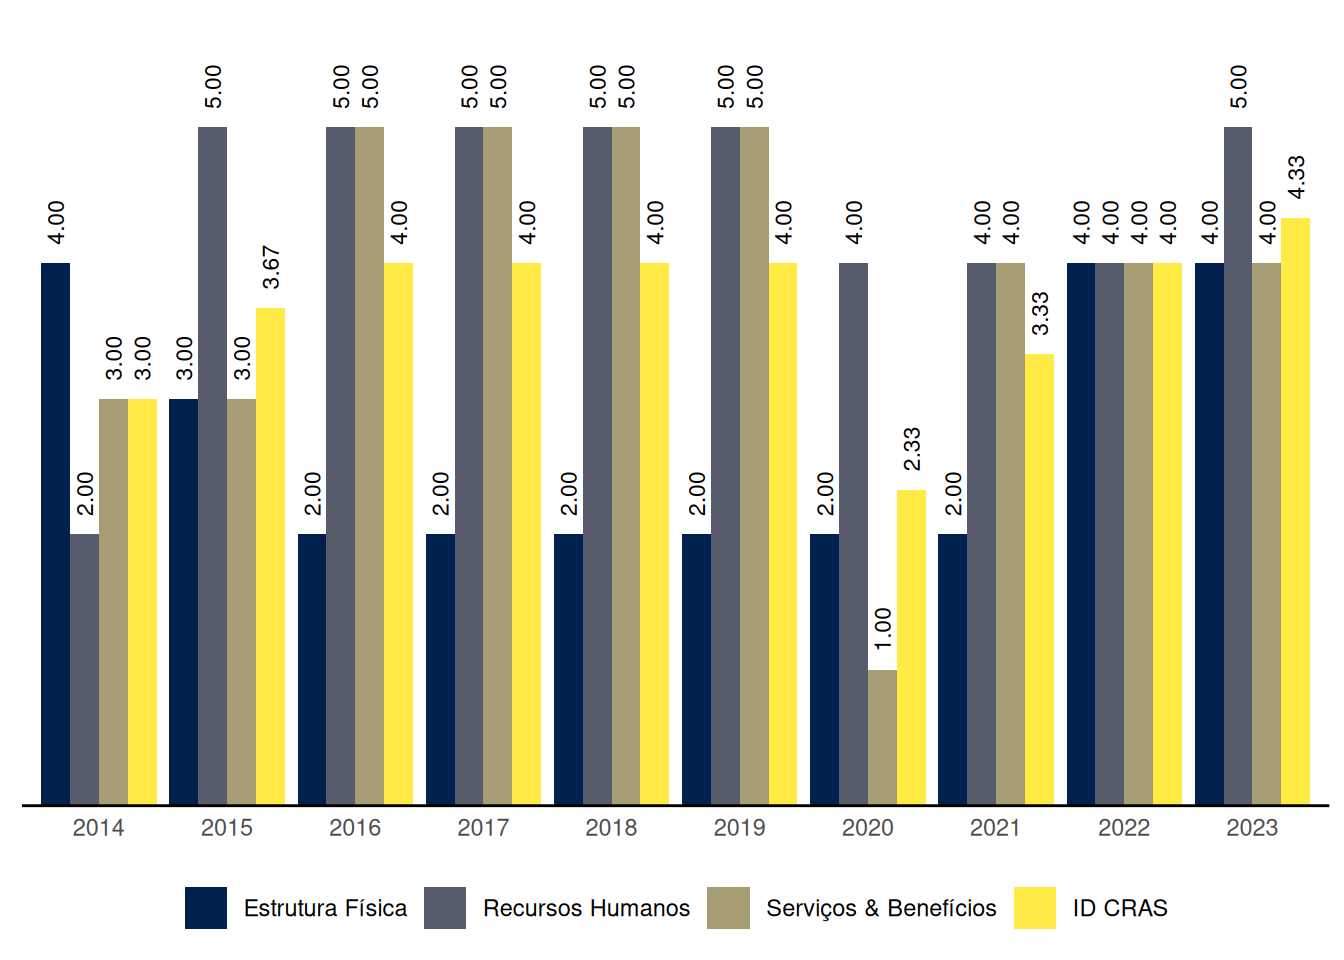 5.00 5.00 5.00 5.00 5.00 5.00 5.00 5.00 5.00 5.00
4.33
4.00 4.00 4.00 4.00 4.00 4.00 4.00 4.00 4.00 4.00 4.00 4.00 4.00 4.00
3.67
3.33
3.00 3.00 3.00 3.00
2.33
2.00 2.00 2.00 2.00 2.00 2.00 2.00
1.00
2014 2015 2016 2017 2018 2019 2020 2021 2022 2023
Estrutura Física Recursos Humanos Serviços & Benefícios ID CRAS